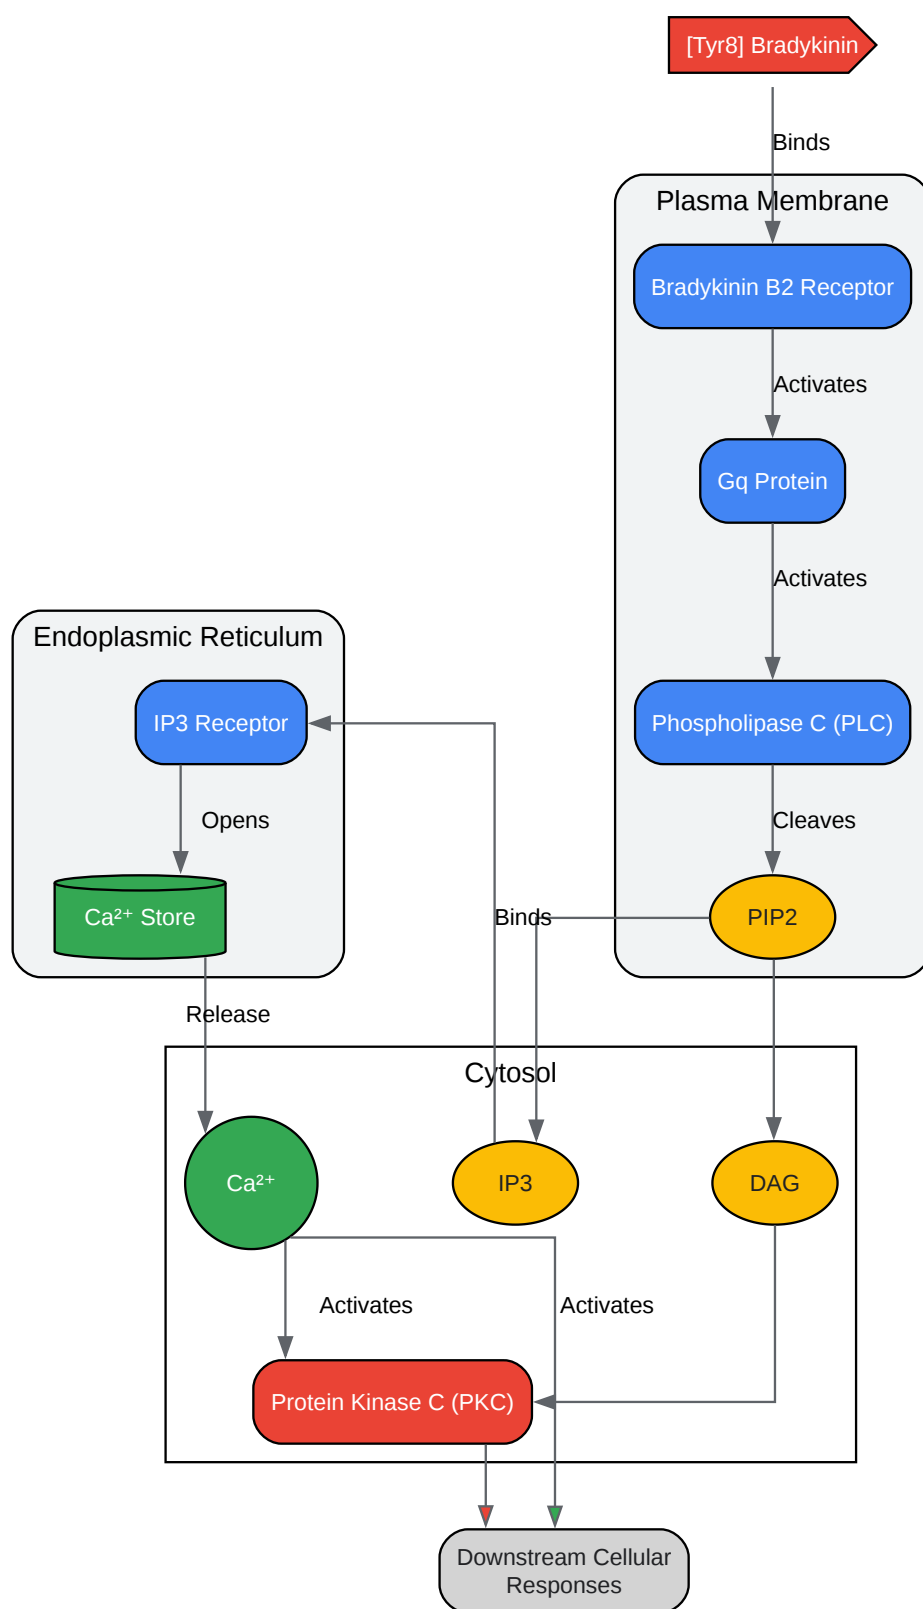 [Tyr8] Bradykinin
Binds
Plasma Membrane
Bradykinin B2 Receptor
Activates
Gq Protein
Activates
Endoplasmic Reticulum
IP3 Receptor
Phospholipase C (PLC)
Opens
Cleaves
Ca²⁺ Store
Binds
PIP2
Release
Cytosol
Ca²⁺
IP3
DAG
Activates
Activates
Protein Kinase C (PKC)
Downstream Cellular
Responses